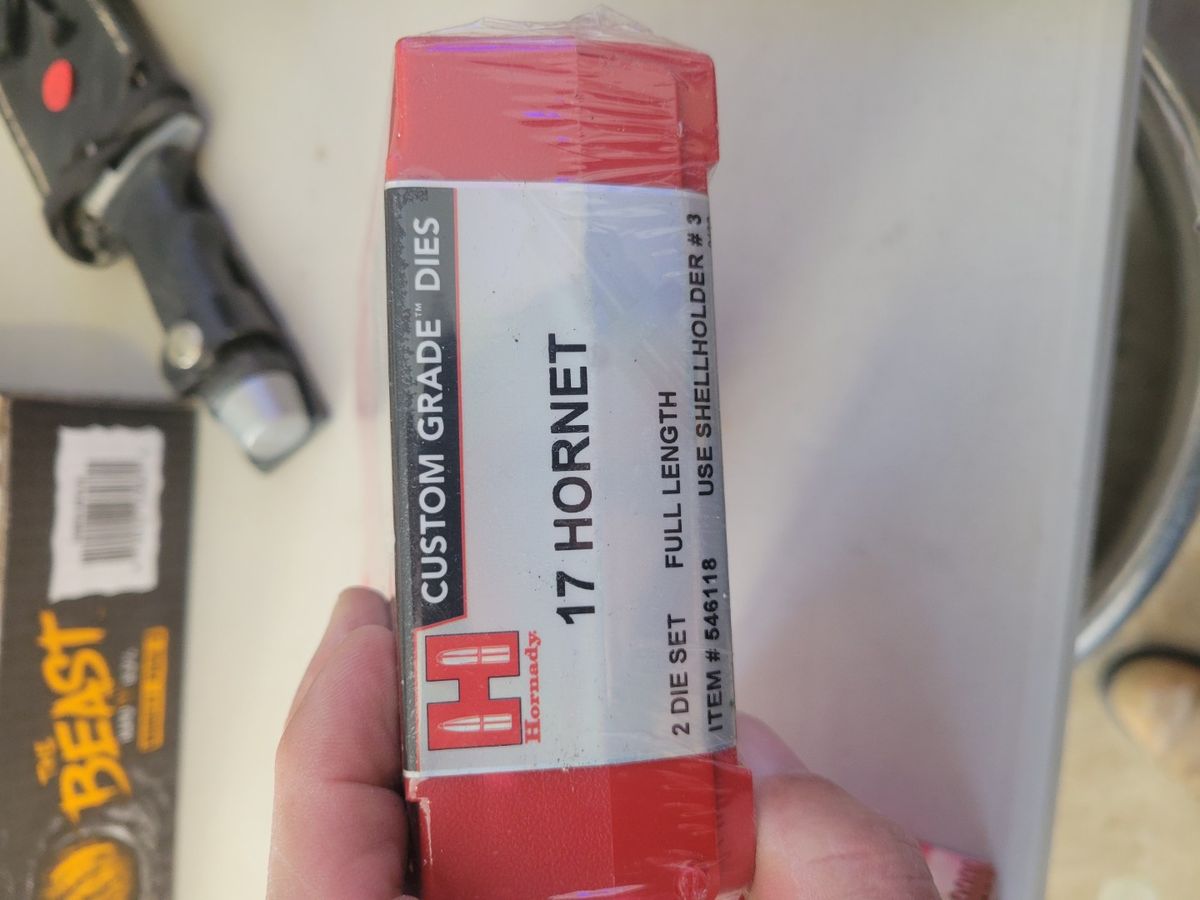 CUSTOM GRADE™ DIES
Hornady
17 HORNET
2 DIE SET FULL LENGTH
ITEM # 546118 USE SHELLHOLDER # 3
THE
BEAST